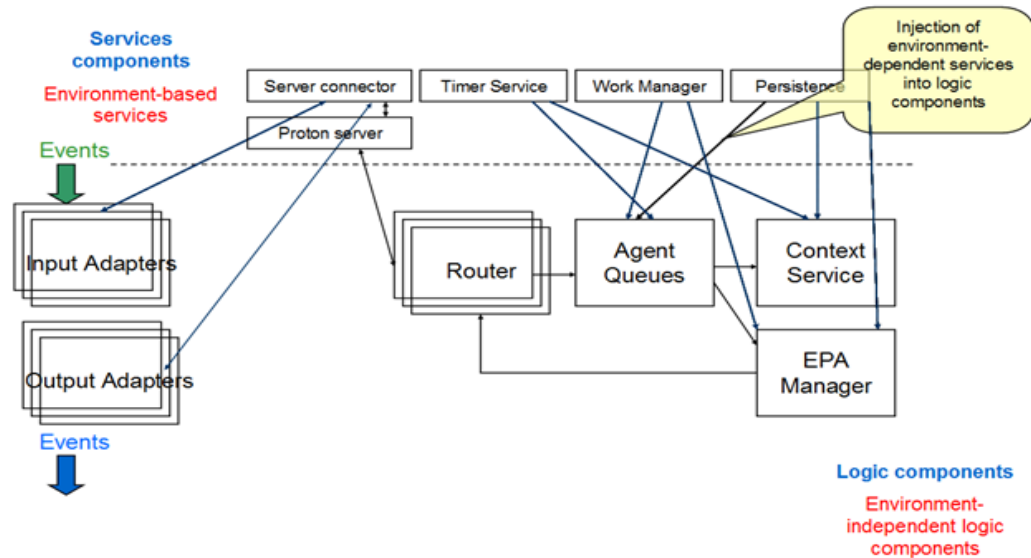 Services
components
Environment-based
services
Server connector
Timer Service
Work Manager
Persistence
Injection of
environment-
dependent services
into logic
components
Proton server
Events
Input Adapters
Router
Agent
Queues
Context
Service
Output Adapters
EPA
Manager
Events
Logic components
Environment-
independent logic
components